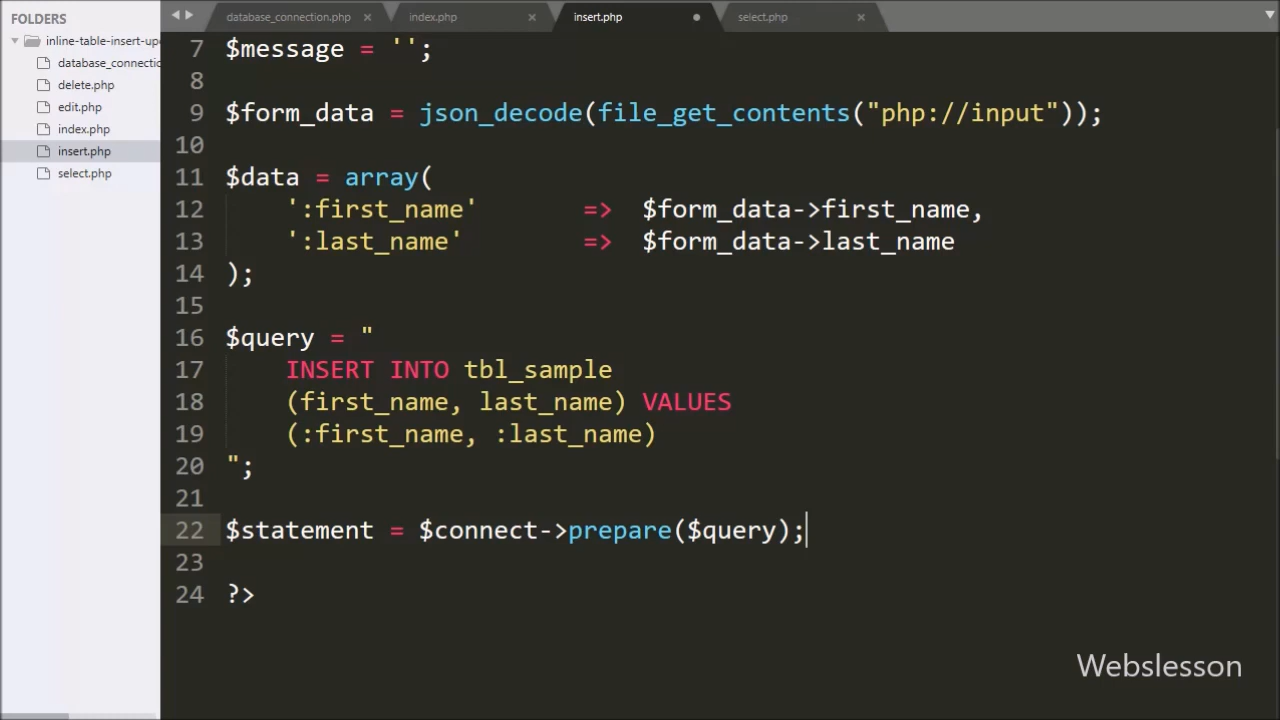 FOLDERS
inline-table-insert-upd
database_connectio
delete.php
edit.php
index.php
insert.php
select.php
database_connection.php ×
index.php ×
insert.php
select.php ×
7 $message = '';
8
9 $form_data = json_decode(file_get_contents("php://input"));
10
11 $data = array(
12 ':first_name' => $form_data->first_name,
13 ':last_name' => $form_data->last_name
14 );
15
16 $query = "
17 INSERT INTO tbl_sample
18 (first_name, last_name) VALUES
19 (:first_name, :last_name)
20 ";
21
22 $statement = $connect->prepare($query);
23
24 ?>
Webslesson